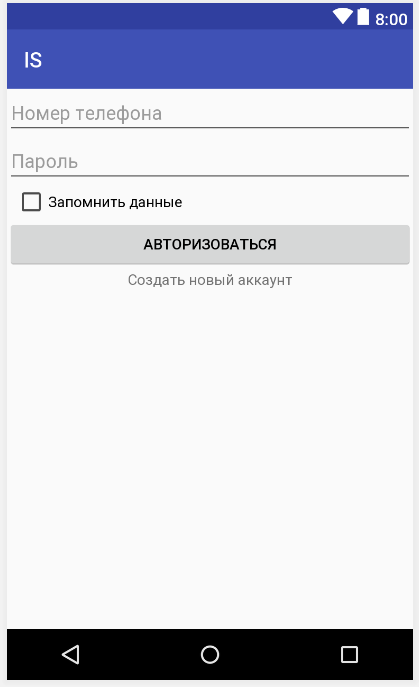 8:00
IS
Номер телефона
Пароль
Запомнить данные
АВТОРИЗОВАТЬСЯ
Создать новый аккаунт